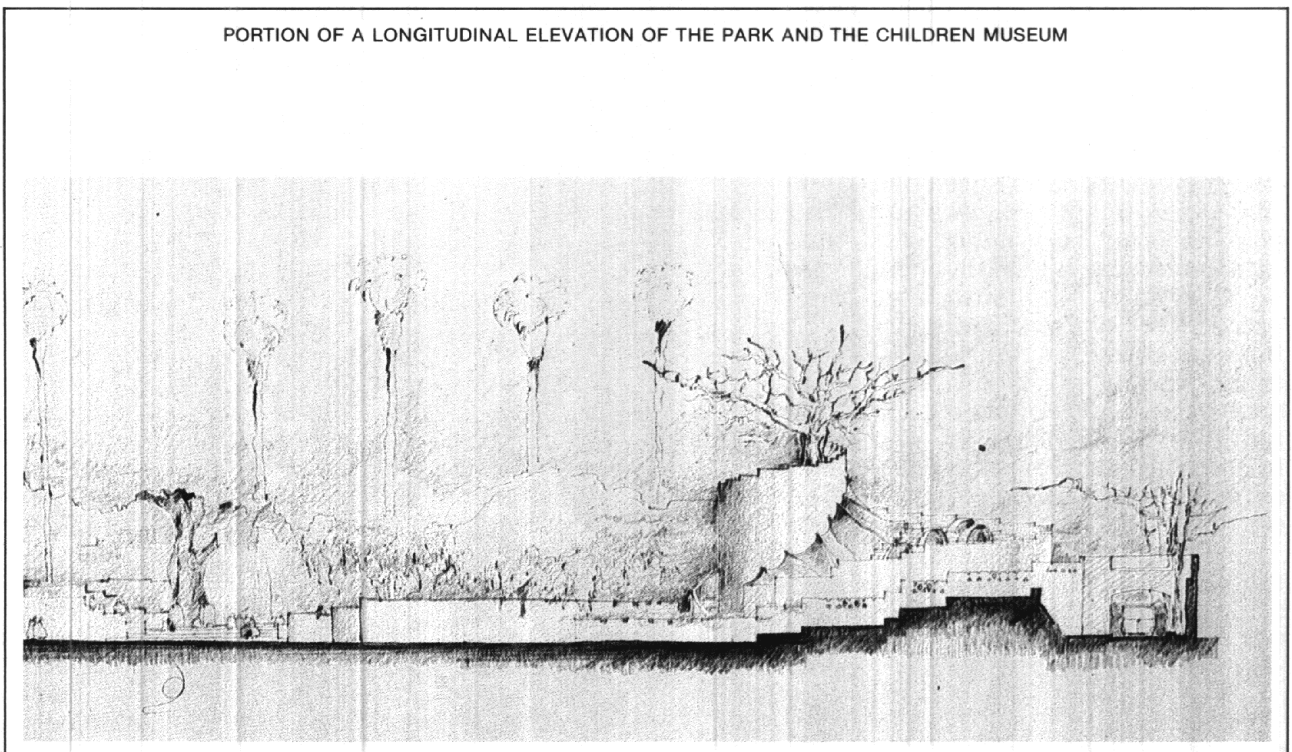 PORTION OF A LONGITUDINAL ELEVATION OF THE PARK AND THE CHILDREN MUSEUM